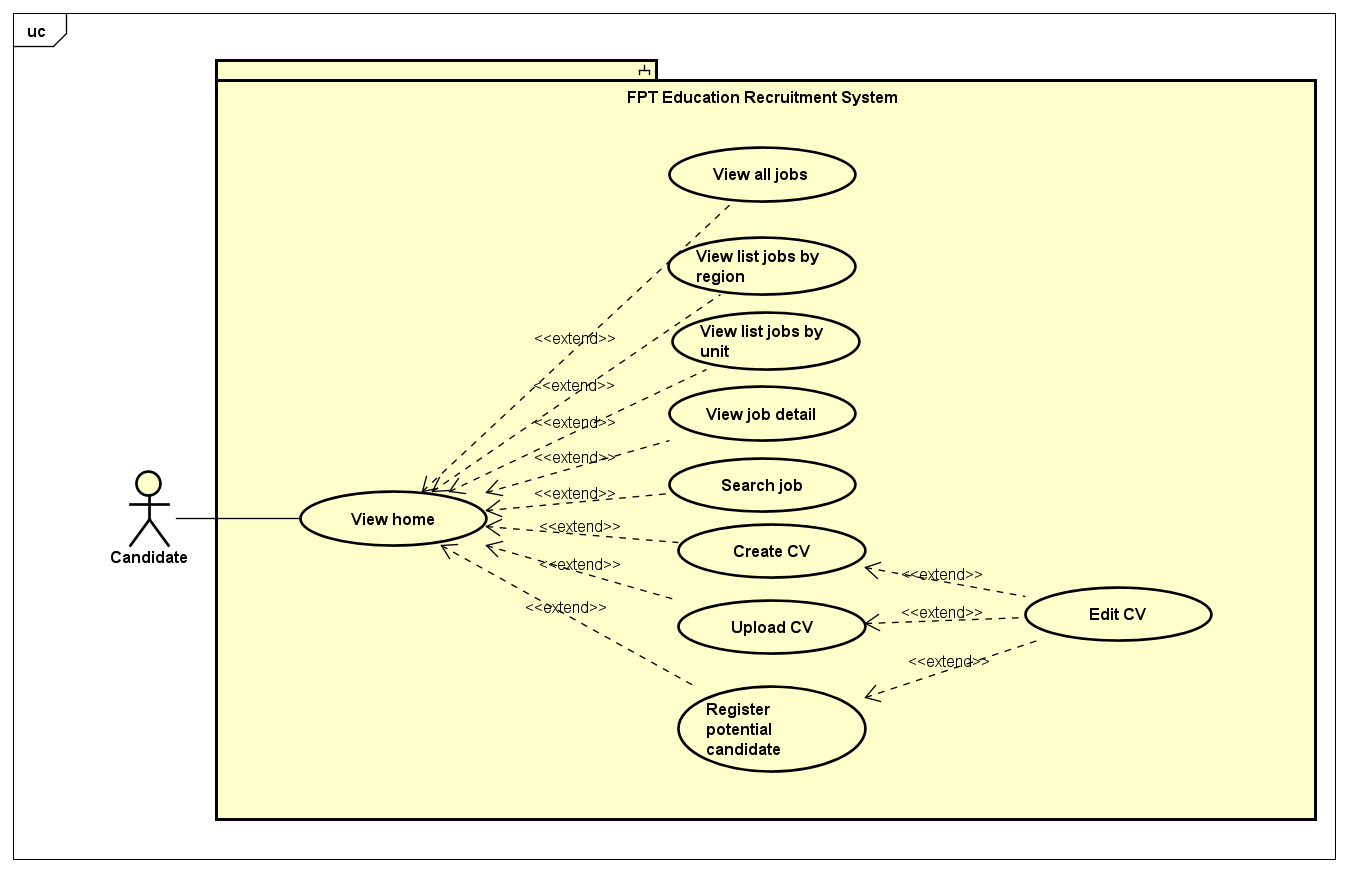 uc
FPT Education Recruitment System
View all jobs
View list jobs by
region
<<extend>>
View list jobs by
unit
<<extend>>
View job detail
<<extend>>
<<extend>>
Search job
<<extend>>
View home
Candidate
<<extend>>
Create CV
<<extend>>
<<extend>>
Edit CV
<<extend>>
<<extend>>
Upload CV
<<extend>>
Register
potential
candidate